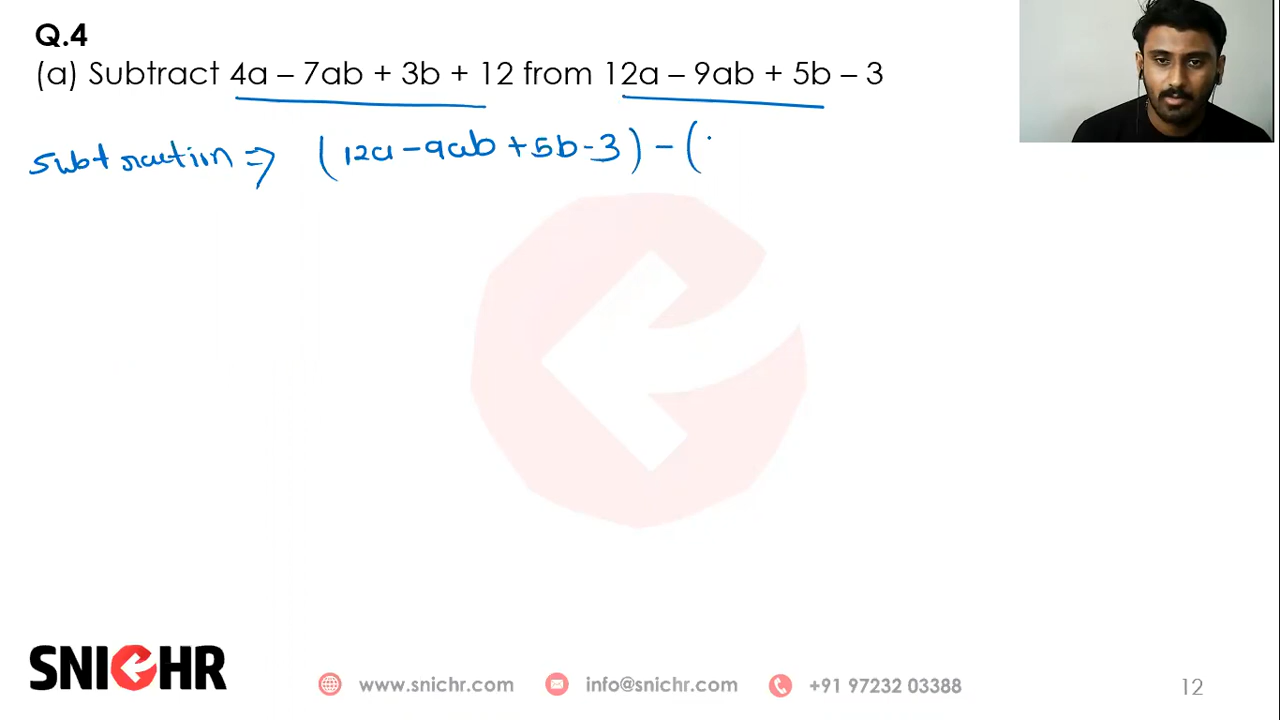 Q.4
(a) Subtract 4a – 7ab + 3b + 12 from 12a – 9ab + 5b – 3
Subtraction ⇒ (12a - 9ab + 5b - 3) - (
SNICHR
www.snichr.com info@snichr.com +91 97232 03388 12